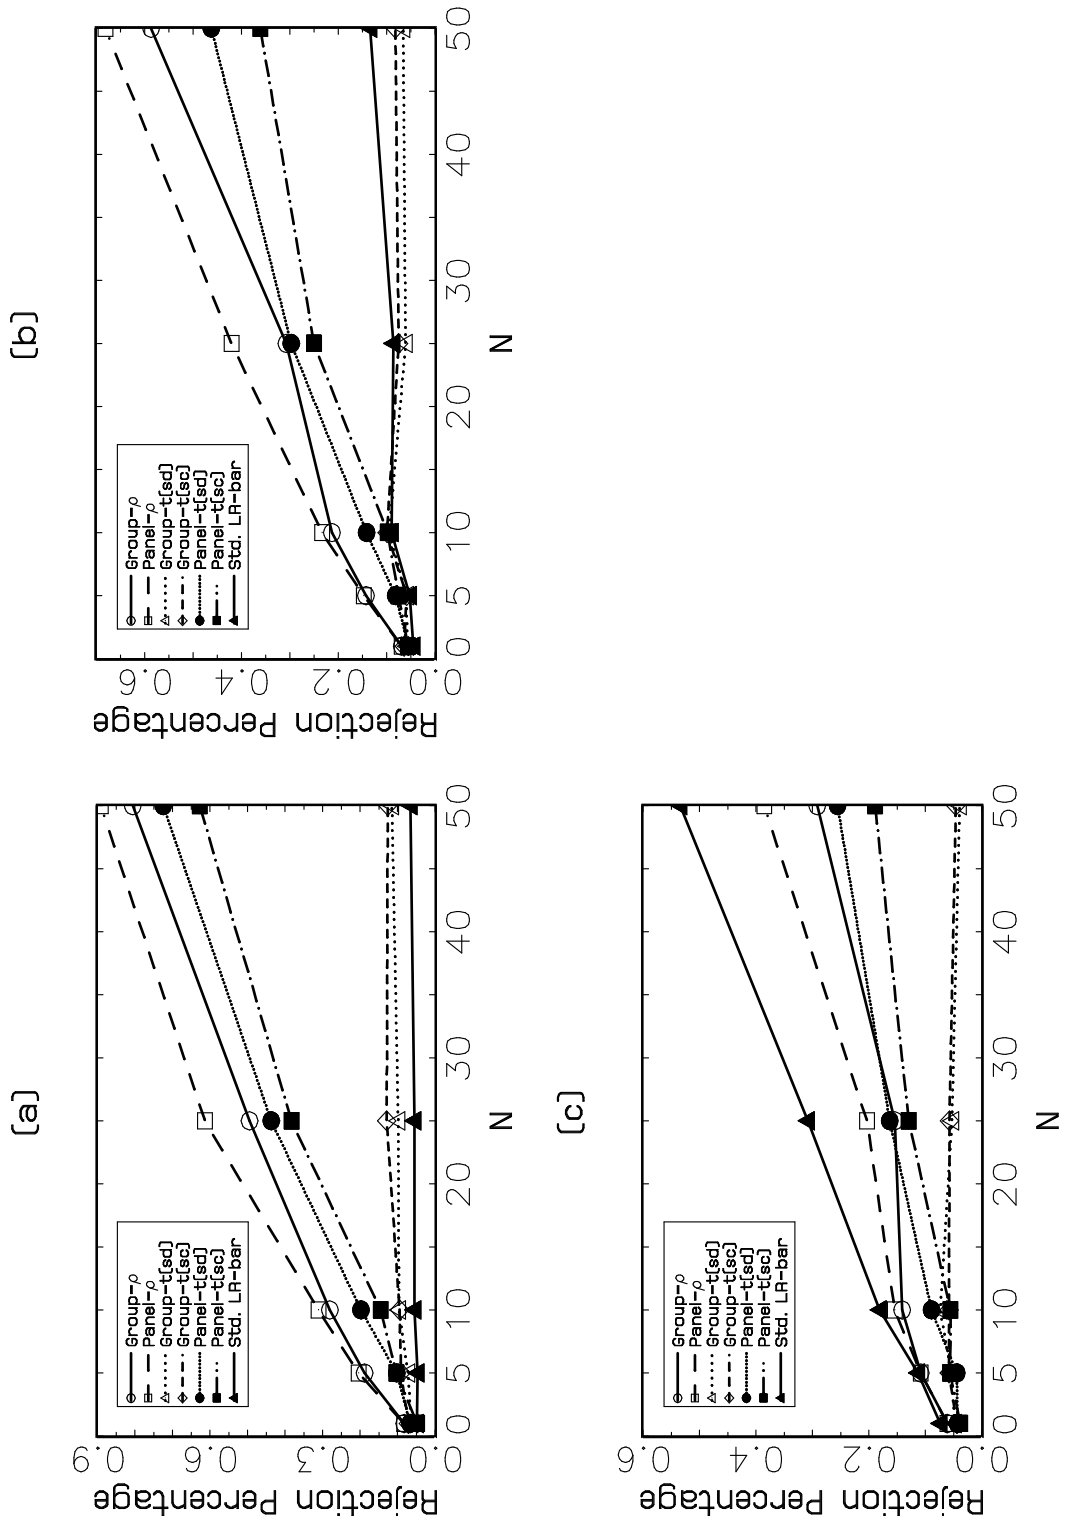 (a)
Rejection Percentage
0.0 0.3 0.6 0.9
Group-ρ
Panel-ρ
Group-t(sd)
Group-t(sc)
Panel-t(sd)
Panel-t(sc)
Std. LR-bar
0 5 10 20 30 40 50
N
(b)
Rejection Percentage
0.0 0.2 0.4 0.6
Group-ρ
Panel-ρ
Group-t(sd)
Group-t(sc)
Panel-t(sd)
Panel-t(sc)
Std. LR-bar
0 5 10 20 30 40 50
N
(c)
Rejection Percentage
0.0 0.2 0.4 0.6
Group-ρ
Panel-ρ
Group-t(sd)
Group-t(sc)
Panel-t(sd)
Panel-t(sc)
Std. LR-bar
0 5 10 20 30 40 50
N